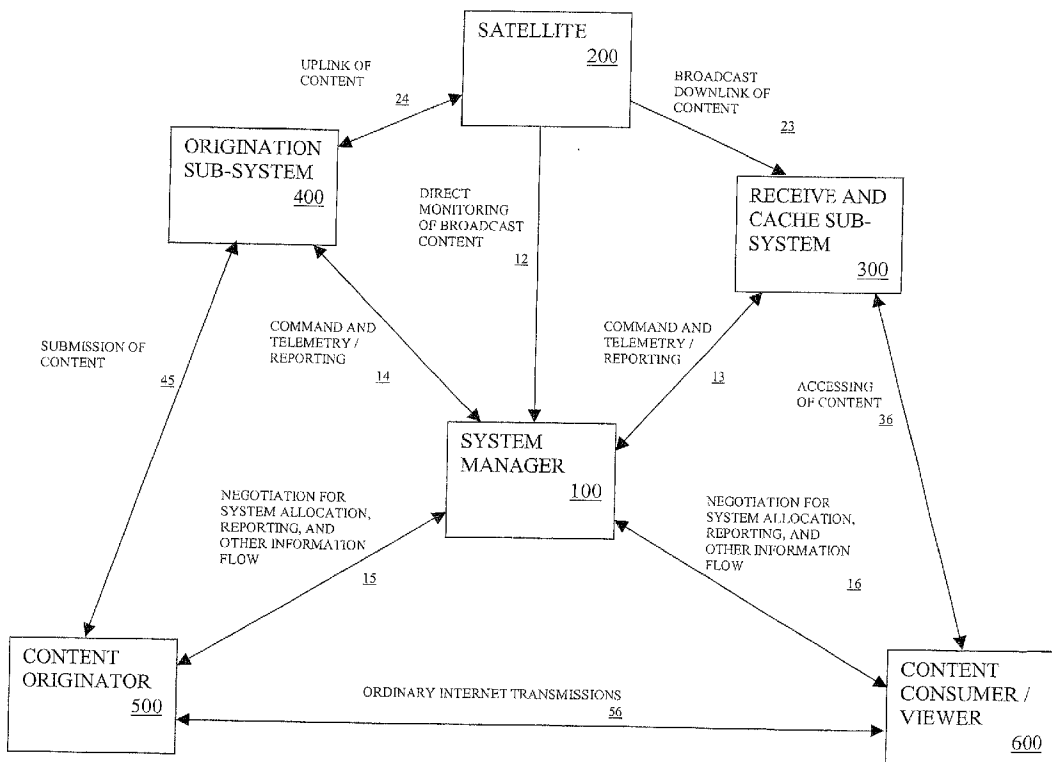 SATELLITE
200
UPLINK OF
CONTENT
24
BROADCAST
DOWNLINK OF
CONTENT
23
ORIGINATION
SUB-SYSTEM
400
DIRECT
MONITORING
OF BROADCAST
CONTENT
12
RECEIVE AND
CACHE SUB-
SYSTEM
300
SUBMISSION OF
CONTENT
45
COMMAND AND
TELEMETRY /
REPORTING
14
COMMAND AND
TELEMETRY /
REPORTING
13
ACCESSING
OF CONTENT
36
SYSTEM
MANAGER
100
NEGOTIATION FOR
SYSTEM ALLOCATION,
REPORTING, AND
OTHER INFORMATION
FLOW
15
NEGOTIATION FOR
SYSTEM ALLOCATION,
REPORTING, AND
OTHER INFORMATION
FLOW
16
CONTENT
ORIGINATOR
500
ORDINARY INTERNET TRANSMISSIONS
56
CONTENT
CONSUMER /
VIEWER
600